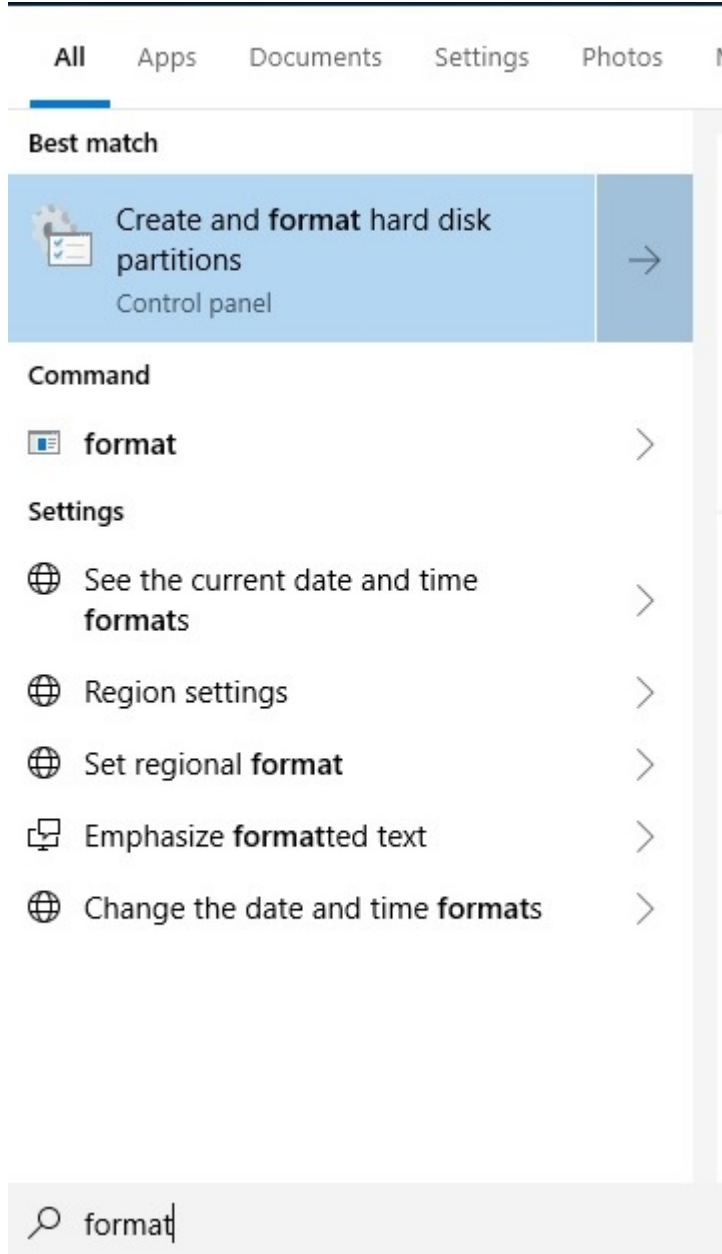 All Apps Documents Settings Photos
Best match
Create and format hard disk
partitions
Control panel
Command
format
Settings
See the current date and time
formats
Region settings
Set regional format
Emphasize formatted text
Change the date and time formats
format